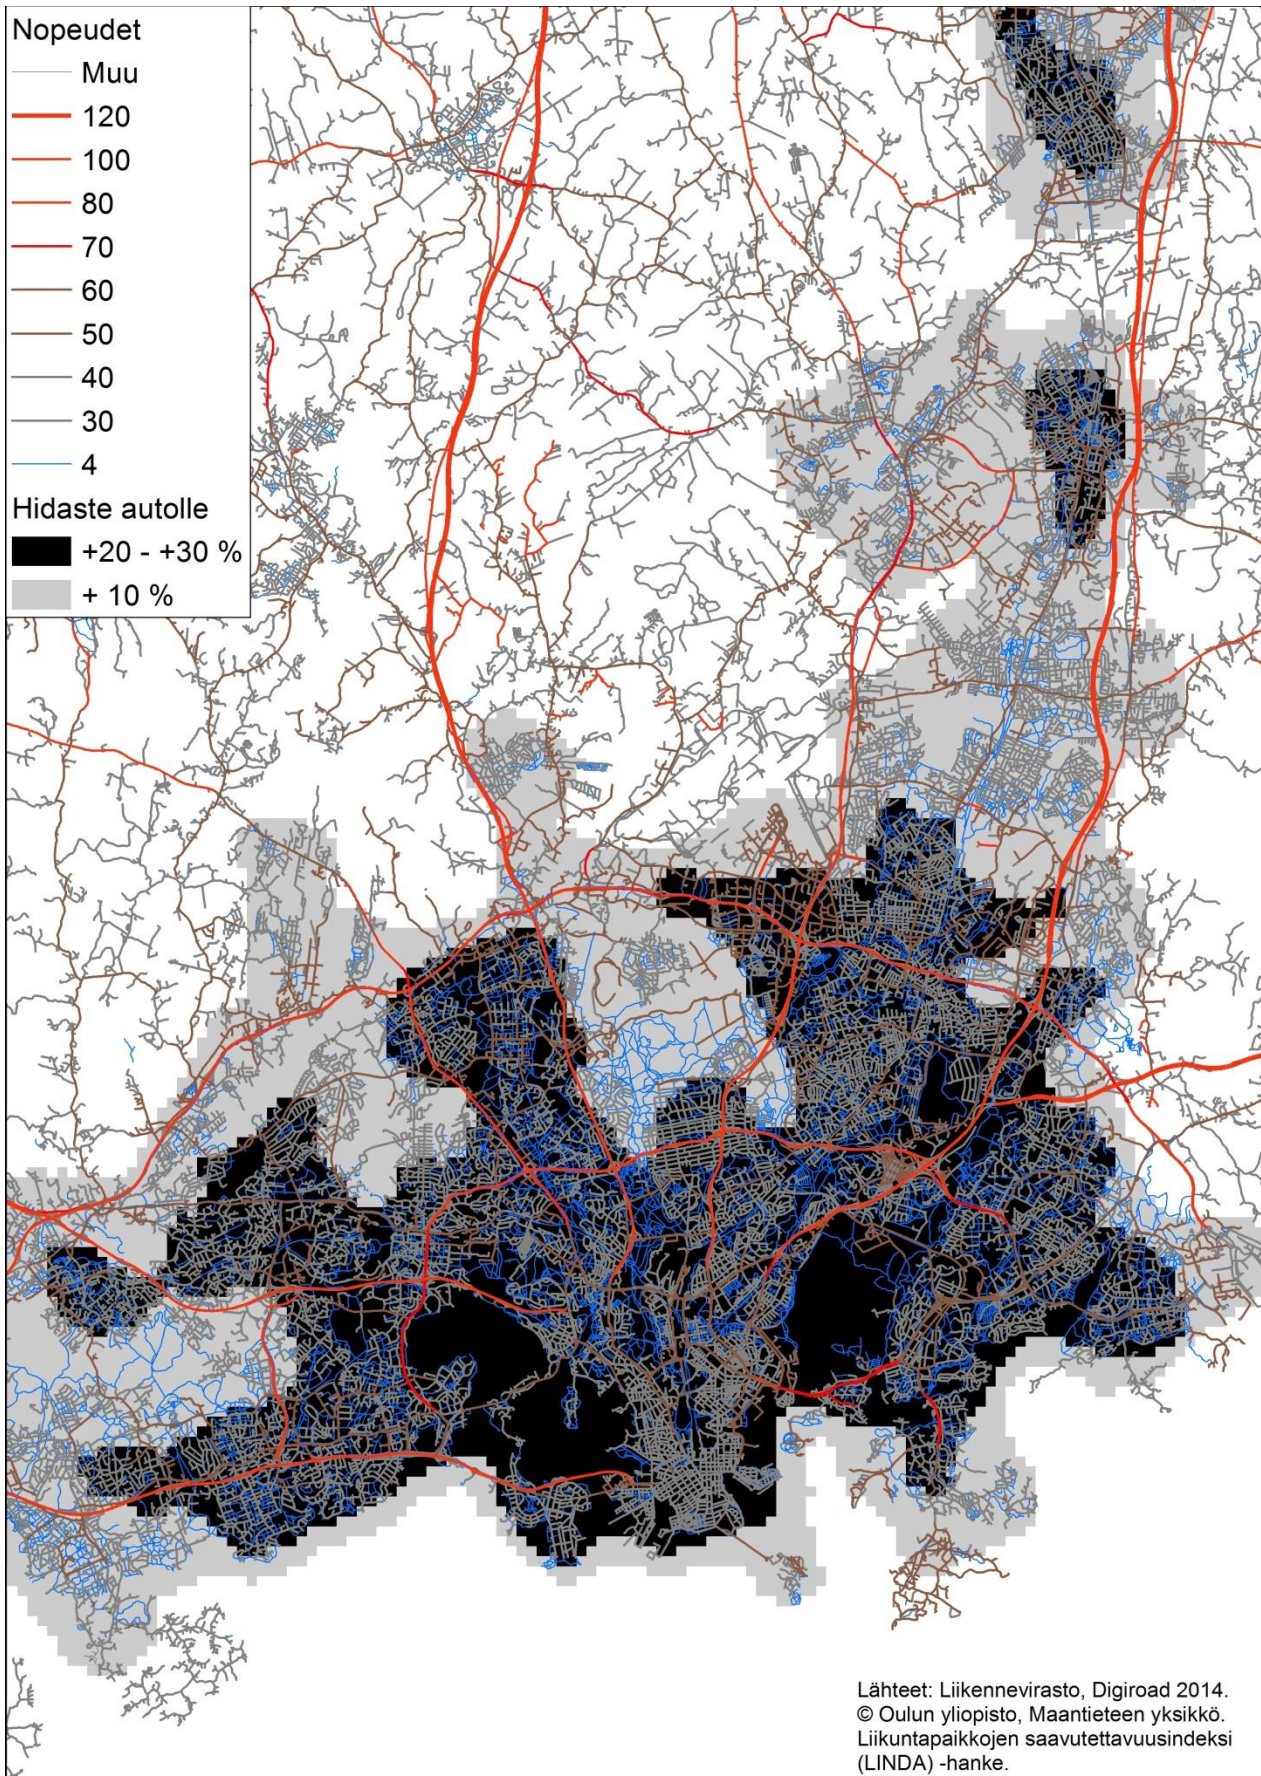 Nopeudet
Muu
120
100
80
70
60
50
40
30
4
Hidaste autolle
+20 - +30 %
+ 10 %
Lähteet: Liikennevirasto, Digiroad 2014.
© Oulun yliopisto, Maantieteen yksikkö.
Liikuntapaikkojen saavutettavuusindeksi
(LINDA) -hanke.